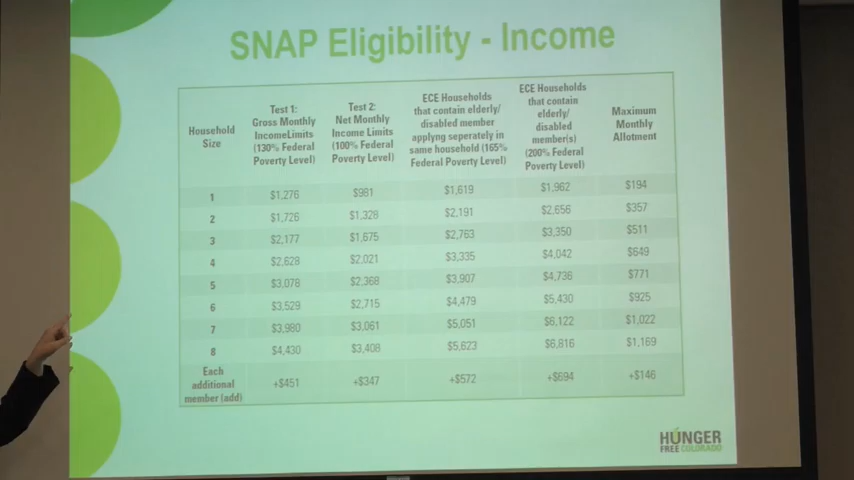 SNAP Eligibility - Income
Household
Size
Test 1:
Gross Monthly
IncomeLimits
(130% Federal
Poverty Level)
Test 2:
Net Monthly
Income Limits
(100% Federal
Poverty Level)
ECE Households
that contain elderly/
disabled member
applyng seperately in
same household (165%
Federal Poverty Level)
ECE Households
that contain
elderly/
disabled
member(s)
(200% Federal
Poverty Level)
Maximum
Monthly
Allotment
1 $1,276 $981 $1,619 $1,962 $194
2 $1,726 $1,328 $2,191 $2,656 $357
3 $2,177 $1,675 $2,763 $3,350 $511
4 $2,628 $2,021 $3,335 $4,042 $649
5 $3,078 $2,368 $3,907 $4,736 $771
6 $3,529 $2,715 $4,479 $5,430 $925
7 $3,980 $3,061 $5,051 $6,122 $1,022
8 $4,430 $3,408 $5,623 $6,816 $1,169
Each
additional
member (add)
+$451 +$347 +$572 +$694 +$146
HUNGER
FREE COLORADO